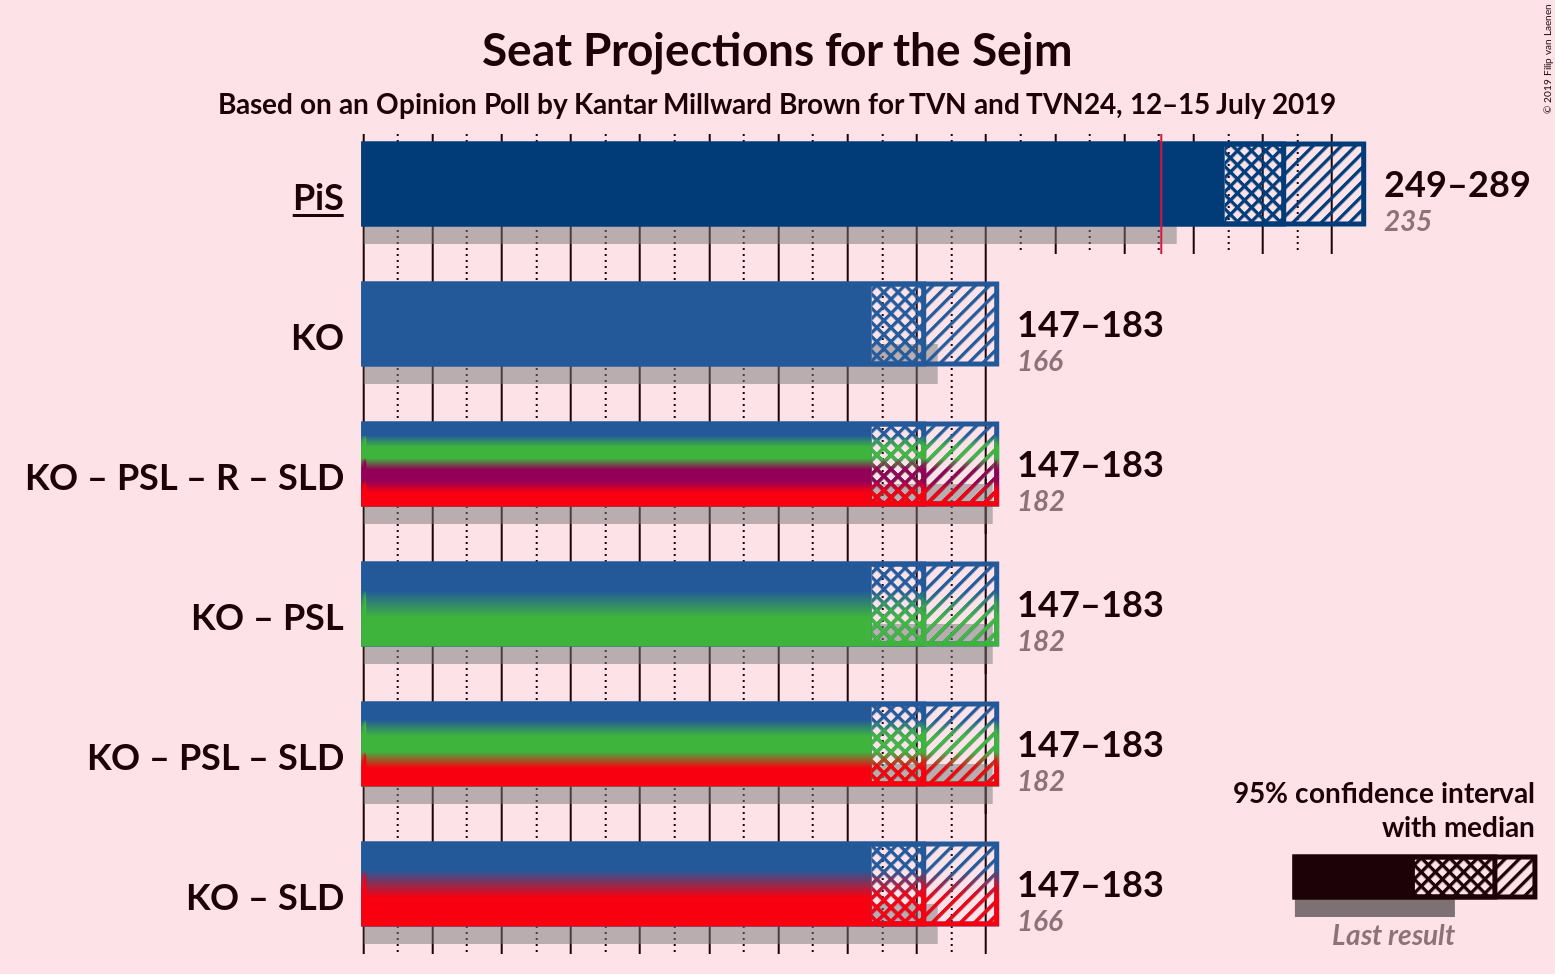 Seat Projections for the Sejm
Based on an Opinion Poll by Kantar Millward Brown for TVN and TVN24, 12–15 July 2019
© 2019 Filip van Laenen
PiS
249–289
235
KO
147–183
166
KO – PSL – R – SLD
147–183
182
KO – PSL
147–183
182
KO – PSL – SLD
147–183
182
KO – SLD
147–183
166
95% confidence interval
with median
Last result